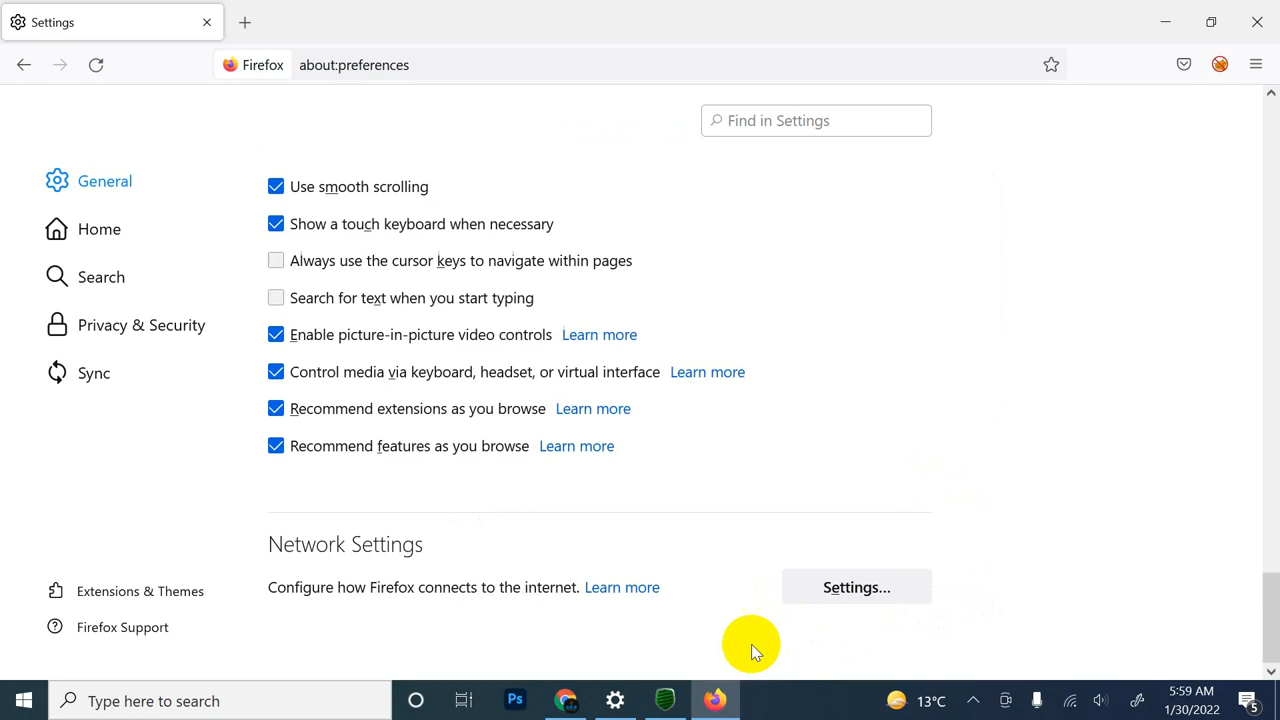 Settings
Firefox
about:preferences
Find in Settings
General
Home
Search
Privacy & Security
Sync
Extensions & Themes
Firefox Support
Use smooth scrolling
Show a touch keyboard when necessary
Always use the cursor keys to navigate within pages
Search for text when you start typing
Enable picture-in-picture video controls Learn more
Control media via keyboard, headset, or virtual interface Learn more
Recommend extensions as you browse Learn more
Recommend features as you browse Learn more
Network Settings
Configure how Firefox connects to the internet. Learn more
Settings...
Type here to search
Ps
13°C
5:59 AM
1/30/2022
5